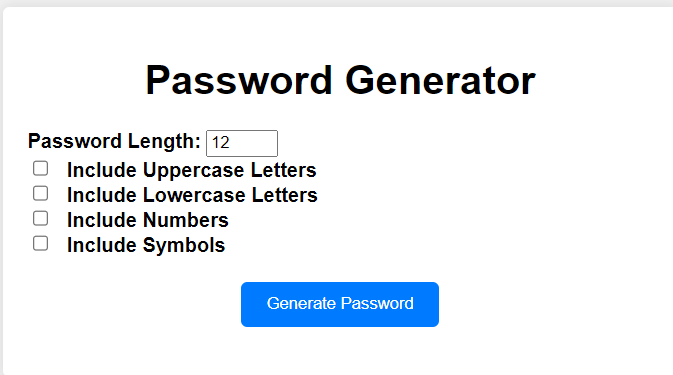 Password Generator
Password Length: 12
Include Uppercase Letters
Include Lowercase Letters
Include Numbers
Include Symbols
Generate Password